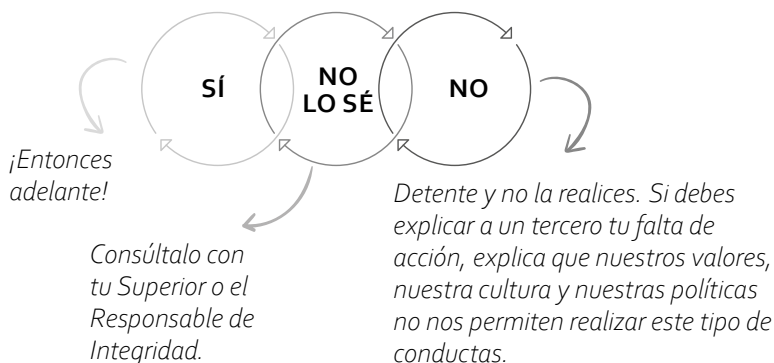 SÍ
NO
LO SÉ
NO
¡Entonces
adelante!
Consúltalo con
tu Superior o el
Responsable de
Integridad.
Detente y no la realices. Si debes
explicar a un tercero tu falta de
acción, explica que nuestros valores,
nuestra cultura y nuestras políticas
no nos permiten realizar este tipo de
conductas.